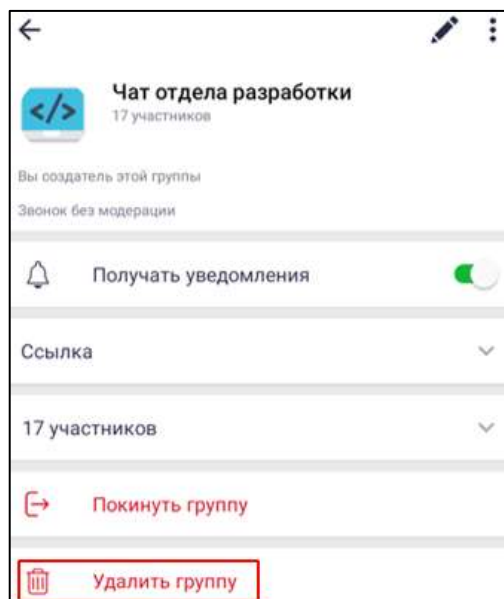 Чат отдела разработки
17 участников
Вы создатель этой группы
Звонок без модерации
Получать уведомления
Ссылка
17 участников
Покинуть группу
Удалить группу